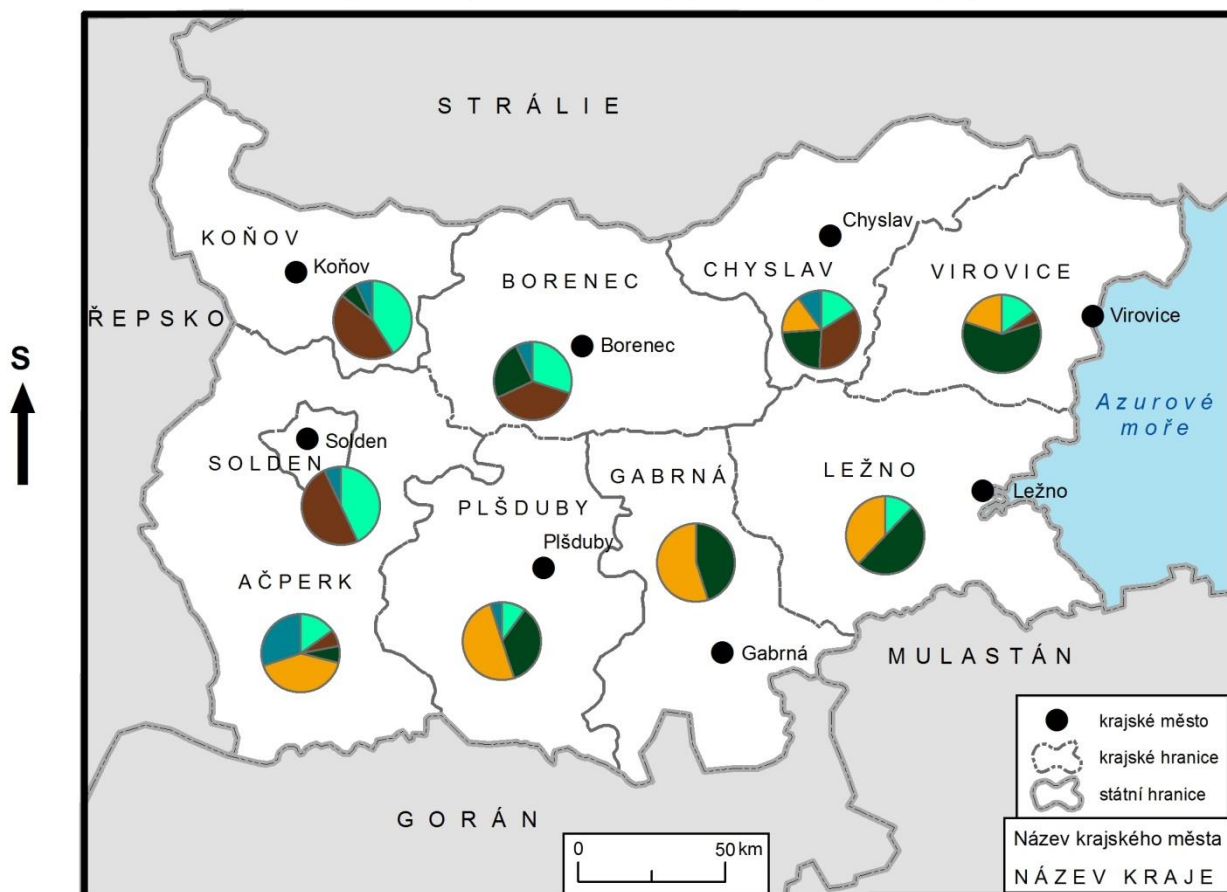 STRÁLIE
Chyslav
KOŇOV
Koňov
BORENEC
CHYSLAV
VIROVICE
ŘEPSKO
Virovice
Borenec
S
Azurové
moře
Solden
SOLDEN
GABRNÁ
LEŽNO
Ležno
PLŠDUBY
Plšduby
AČPERK
Gabrná
MULASTÁN
GORÁN
0 50 km
krajské město
krajské hranice
státní hranice
Název krajského města
NÁZEV KRAJE